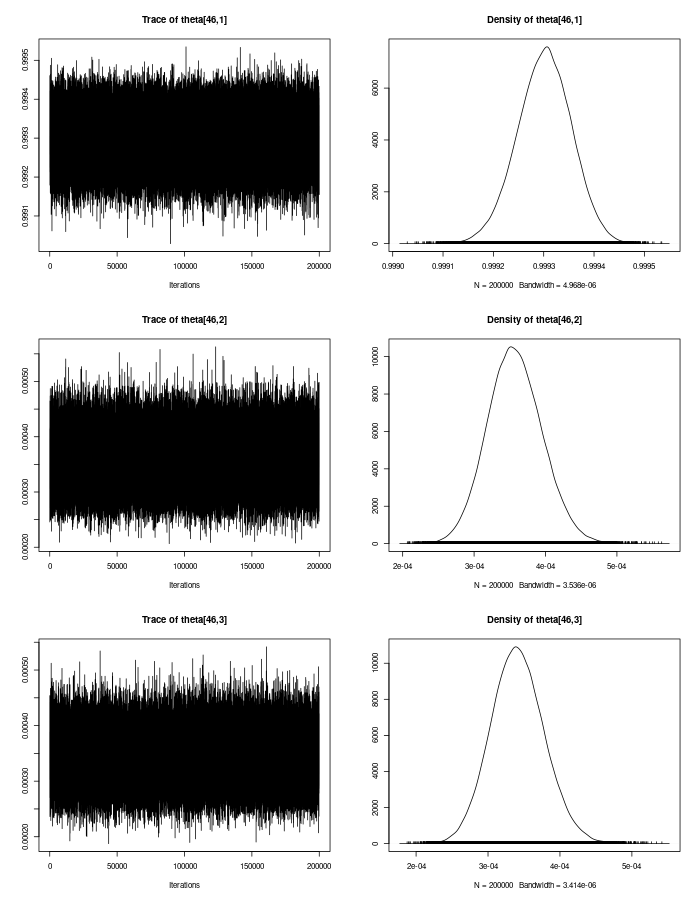 Trace of theta[46,1]
0.9991 0.9992 0.9993 0.9994 0.9995
0 50000 100000 150000 200000
Iterations
Density of theta[46,1]
0 2000 4000 6000
0.9990 0.9991 0.9992 0.9993 0.9994 0.9995
N = 200000 Bandwidth = 4.968e-06
Trace of theta[46,2]
0.00020 0.00030 0.00040 0.00050
0 50000 100000 150000 200000
Iterations
Density of theta[46,2]
0 2000 4000 6000 8000 10000
2e-04 3e-04 4e-04 5e-04
N = 200000 Bandwidth = 3.536e-06
Trace of theta[46,3]
0.00020 0.00030 0.00040 0.00050
0 50000 100000 150000 200000
Iterations
Density of theta[46,3]
0 2000 4000 6000 8000 10000
2e-04 3e-04 4e-04 5e-04
N = 200000 Bandwidth = 3.414e-06